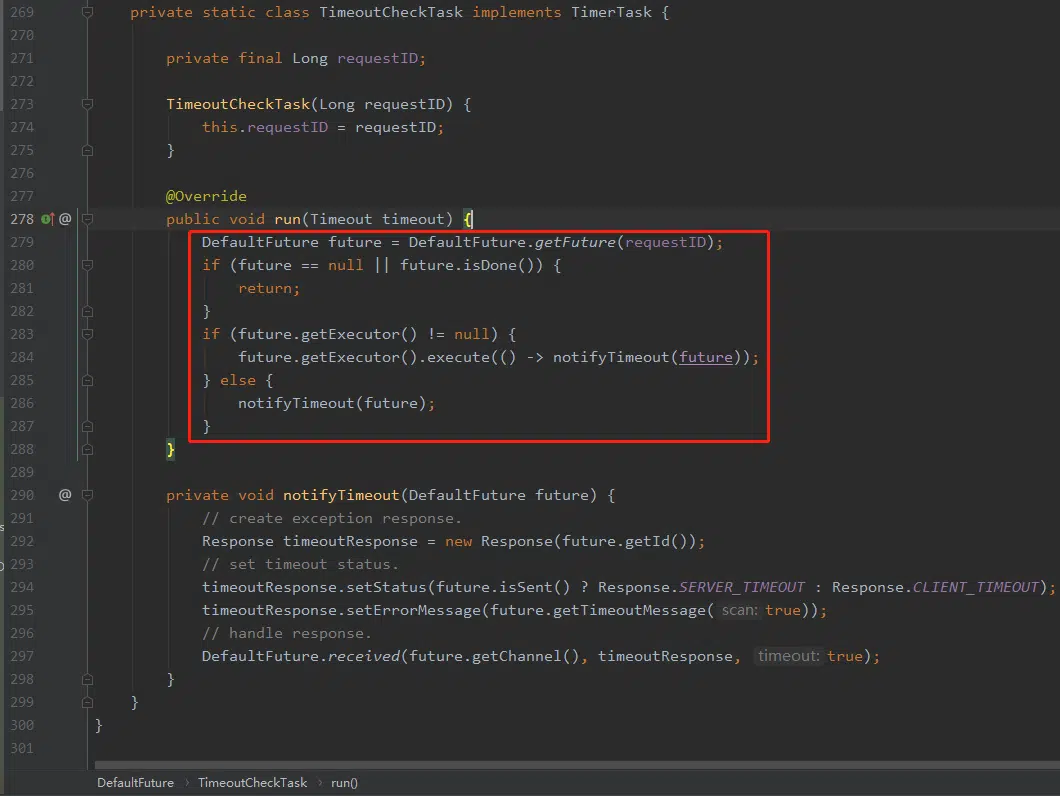 269 private static class TimeoutCheckTask implements TimerTask {
270
271 private final Long requestID;
272
273 TimeoutCheckTask(Long requestID) {
274 this.requestID = requestID;
275 }
276
277 @Override
278 @ public void run(Timeout timeout) {
279 DefaultFuture future = DefaultFuture.getFuture(requestID);
280 if (future == null || future.isDone()) {
281 return;
282 }
283 if (future.getExecutor() != null) {
284 future.getExecutor().execute(() -> notifyTimeout(future));
285 } else {
286 notifyTimeout(future);
287 }
288 }
289
290 @ private void notifyTimeout(DefaultFuture future) {
291 // create exception response.
292 Response timeoutResponse = new Response(future.getId());
293 // set timeout status.
294 timeoutResponse.setStatus(future.isSent() ? Response.SERVER_TIMEOUT : Response.CLIENT_TIMEOUT);
295 timeoutResponse.setErrorMessage(future.getTimeoutMessage( scan: true));
296 // handle response.
297 DefaultFuture.received(future.getChannel(), timeoutResponse, timeout: true);
298 }
299 }
300 }
301
DefaultFuture › TimeoutCheckTask › run()